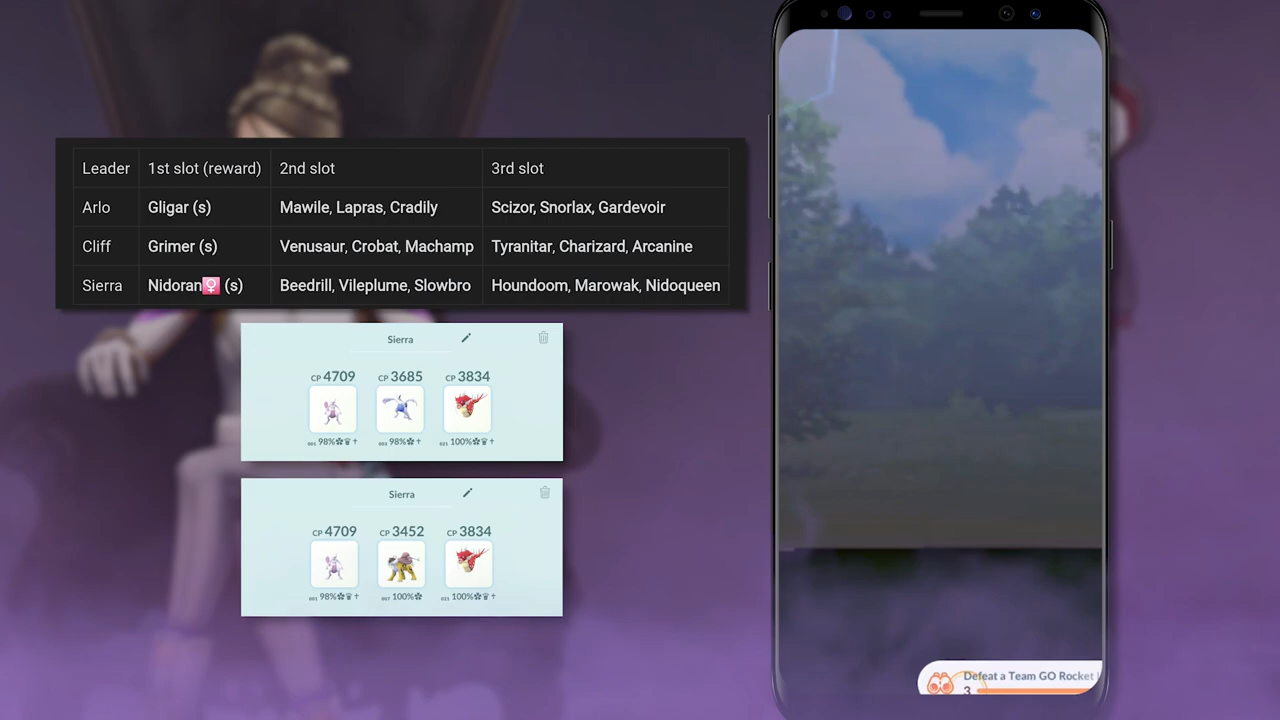 Leader 1st slot (reward) 2nd slot 3rd slot
Arlo Gligar (s) Mawile, Lapras, Cradily Scizor, Snorlax, Gardevoir
Cliff Grimer (s) Venusaur, Crobat, Machamp Tyranitar, Charizard, Arcanine
Sierra Nidoran♀ (s) Beedrill, Vileplume, Slowbro Houndoom, Marowak, Nidoqueen
Sierra
CP 4709 CP 3685 CP 3834
98% 98% 100%
Sierra
CP 4709 CP 3452 CP 3834
98% 100% 100%
Defeat a Team GO Rocket
3